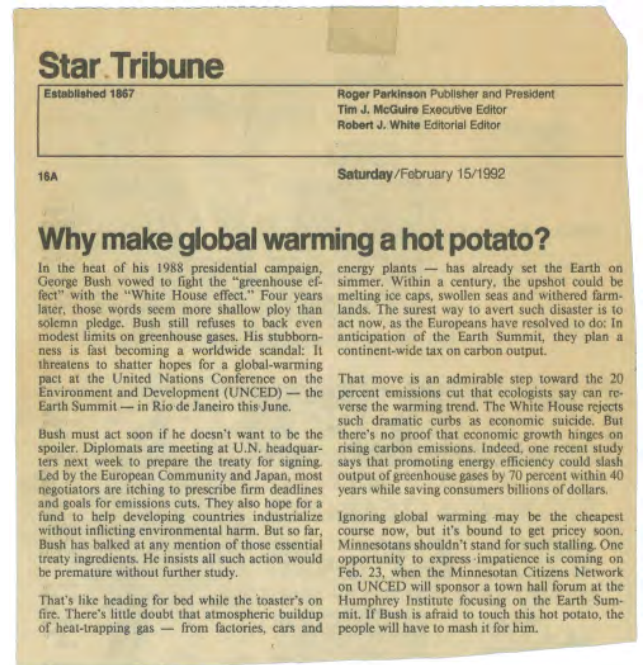 Star Tribune
Established 1867
Roger Parkinson Publisher and President
Tim J. McGuire Executive Editor
Robert J. White Editorial Editor
16A
Saturday/February 15/1992
Why make global warming a hot potato?
In the heat of his 1988 presidential campaign,
George Bush vowed to fight the "greenhouse ef-
fect" with the "White House effect." Four years
later, those words seem more shallow ploy than
solemn pledge. Bush still refuses to back even
modest limits on greenhouse gases. His stubborn-
ness is fast becoming a worldwide scandal: It
threatens to shatter hopes for a global-warming
pact at the United Nations Conference on the
Environment and Development (UNCED) — the
Earth Summit — in Rio de Janeiro this June.
Bush must act soon if he doesn't want to be the
spoiler. Diplomats are meeting at U.N. headquar-
ters next week to prepare the treaty for signing.
Led by the European Community and Japan, most
negotiators are itching to prescribe firm deadlines
and goals for emissions cuts. They also hope for a
fund to help developing countries industrialize
without inflicting environmental harm. But so far,
Bush has balked at any mention of those essential
treaty ingredients. He insists all such action would
be premature without further study.
That's like heading for bed while the toaster's on
fire. There's little doubt that atmospheric buildup
of heat-trapping gas — from factories, cars and
energy plants — has already set the Earth on
simmer. Within a century, the upshot could be
melting ice caps, swollen seas and withered farm-
lands. The surest way to avert such disaster is to
act now, as the Europeans have resolved to do: In
anticipation of the Earth Summit, they plan a
continent-wide tax on carbon output.
That move is an admirable step toward the 20
percent emissions cut that ecologists say can re-
verse the warming trend. The White House rejects
such dramatic curbs as economic suicide. But
there's no proof that economic growth hinges on
rising carbon emissions. Indeed, one recent study
says that promoting energy efficiency could slash
output of greenhouse gases by 70 percent within 40
years while saving consumers billions of dollars.
Ignoring global warming may be the cheapest
course now, but it's bound to get pricey soon.
Minnesotans shouldn't stand for such stalling. One
opportunity to express impatience is coming on
Feb. 23, when the Minnesotan Citizens Network
on UNCED will sponsor a town hall forum at the
Humphrey Institute focusing on the Earth Sum-
mit. If Bush is afraid to touch this hot potato, the
people will have to mash it for him.